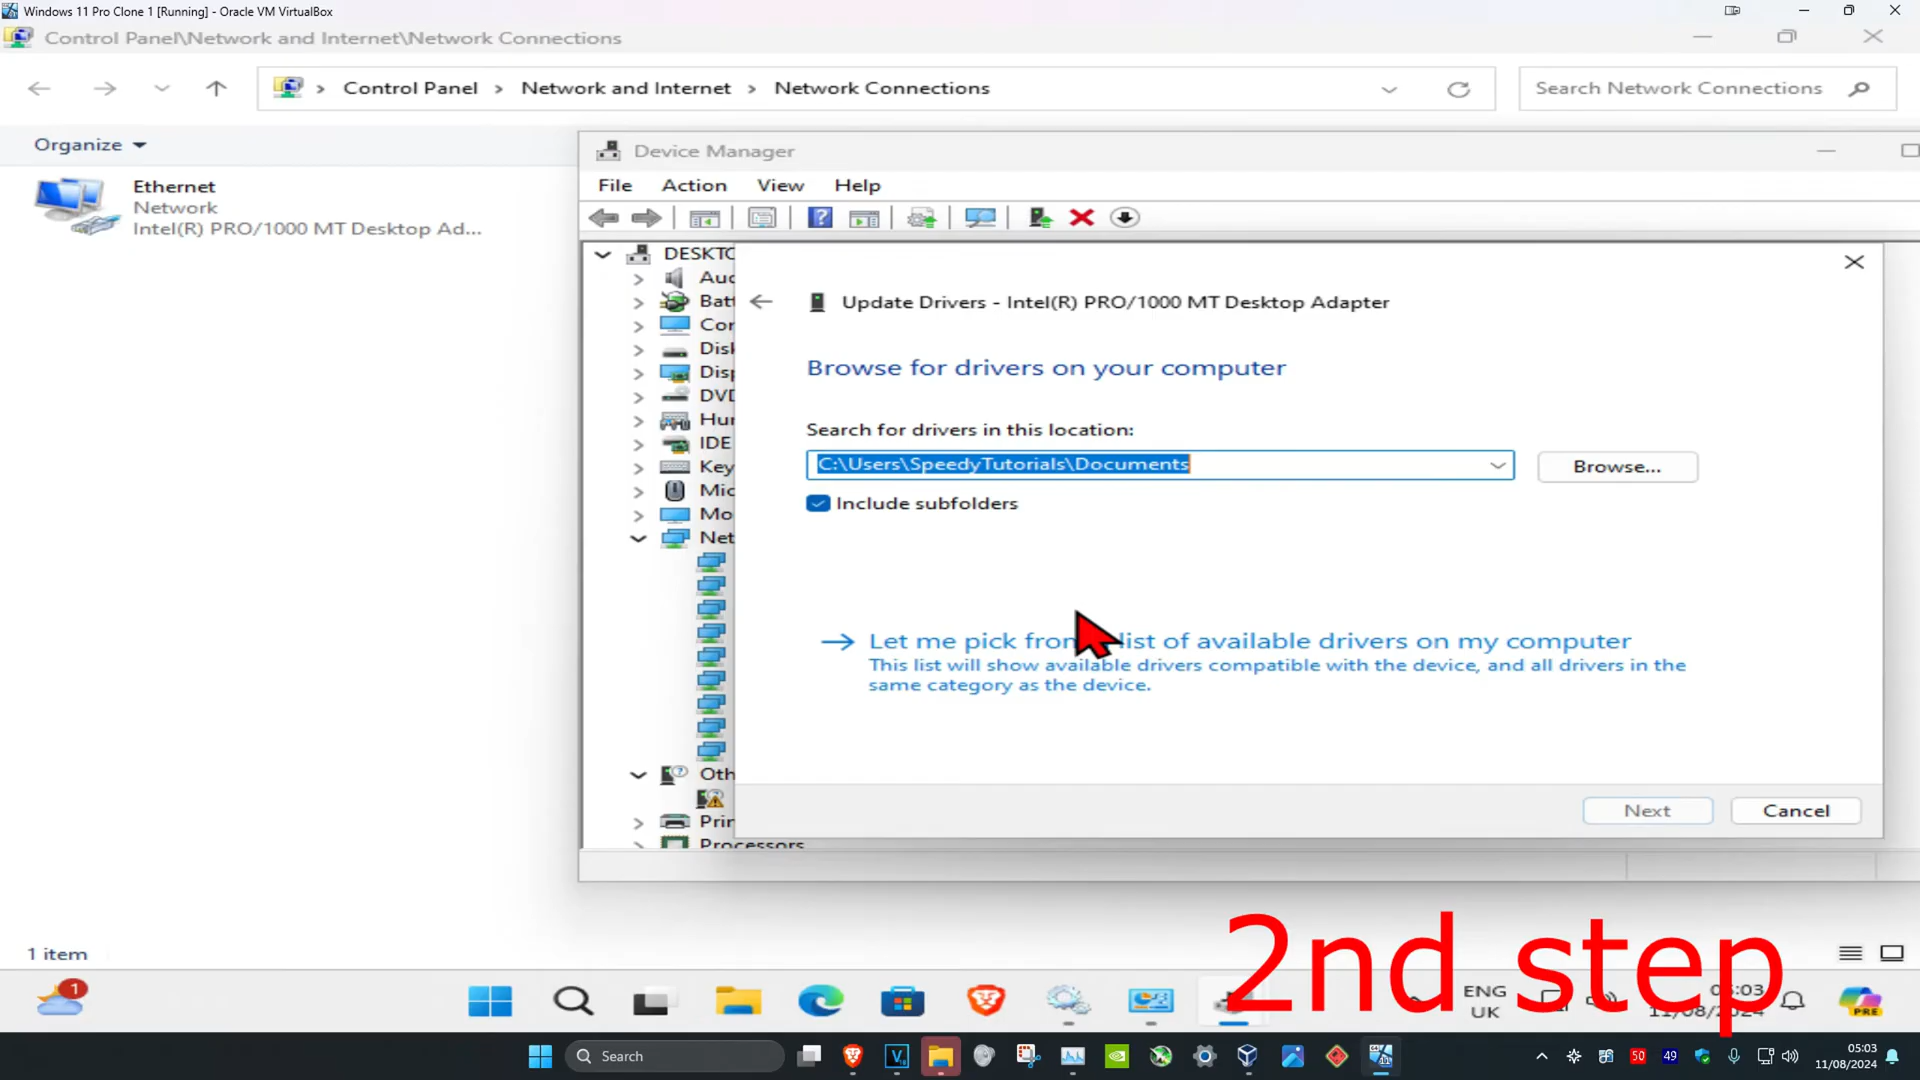 Windows 11 Pro Clone 1 [Running] - Oracle VM VirtualBox
Control Panel\Network and Internet\Network Connections
Control Panel > Network and Internet > Network Connections
Search Network Connections
Organize
Ethernet
Network
Intel(R) PRO/1000 MT Desktop Ad...
Device Manager
File Action View Help
DESKTO
Aud
Batt
Cor
Disk
Disp
DVD
Hur
IDE
Key
Mic
Mo
Net
Oth
Prin
Processors
Update Drivers - Intel(R) PRO/1000 MT Desktop Adapter
Browse for drivers on your computer
Search for drivers in this location:
C:\Users\SpeedyTutorials\Documents
Browse...
Include subfolders
Let me pick from list of available drivers on my computer
This list will show available drivers compatible with the device, and all drivers in the
same category as the device.
Next
Cancel
1 item
2nd step
1
ENG
UK
05:03
11/08/2024
PRE
Search
50
49
05:03
11/08/2024